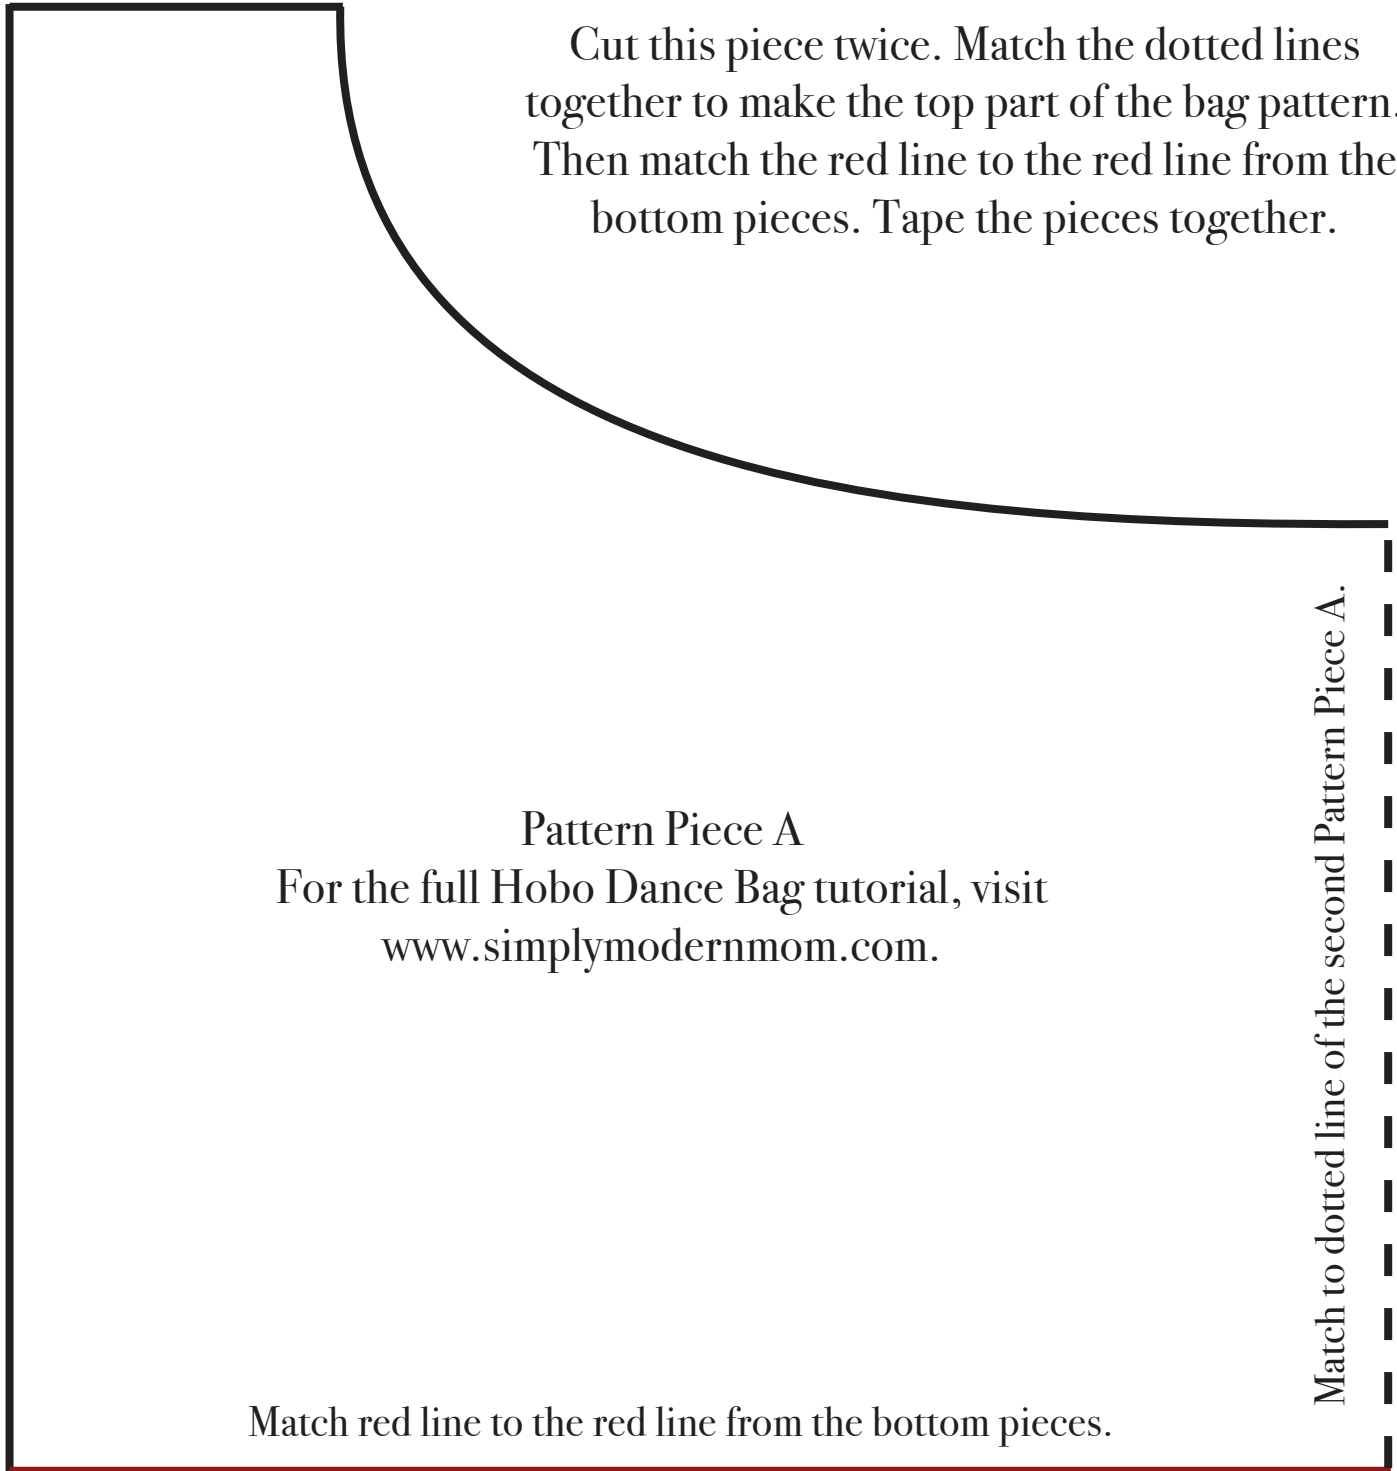 Cut this piece twice. Match the dotted lines
together to make the top part of the bag pattern.
Then match the red line to the red line from the
bottom pieces. Tape the pieces together.
Match to dotted line of the second Pattern Piece A.
Pattern Piece A
For the full Hobo Dance Bag tutorial, visit
www.simplymodernmom.com.
Match red line to the red line from the bottom pieces.